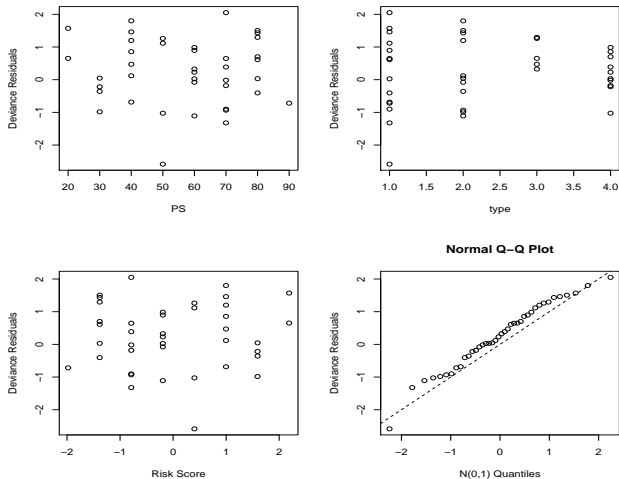 Deviance Residuals
2
1
0
−1
−2
20 30 40 50 60 70 80 90
PS
Deviance Residuals
2
1
0
−1
−2
1.0 1.5 2.0 2.5 3.0 3.5 4.0
type
Deviance Residuals
2
1
0
−1
−2
−2 −1 0 1 2
Risk Score
Normal Q−Q Plot
Deviance Residuals
2
1
0
−1
−2
−2 −1 0 1 2
N(0,1) Quantiles